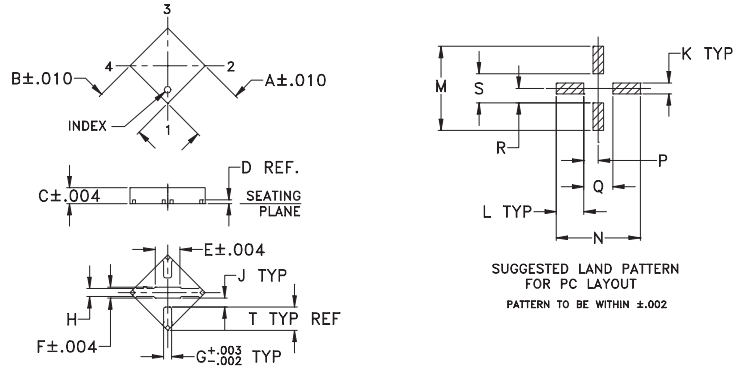 3
4
2
B±.010
A±.010
INDEX
1
D REF.
C±.004
SEATING
PLANE
E±.004
J TYP
H
T TYP REF
F±.004
G+.003
-.002 TYP
K TYP
M
S
R
P
Q
L TYP
N
SUGGESTED LAND PATTERN
FOR PC LAYOUT
PATTERN TO BE WITHIN ±.002